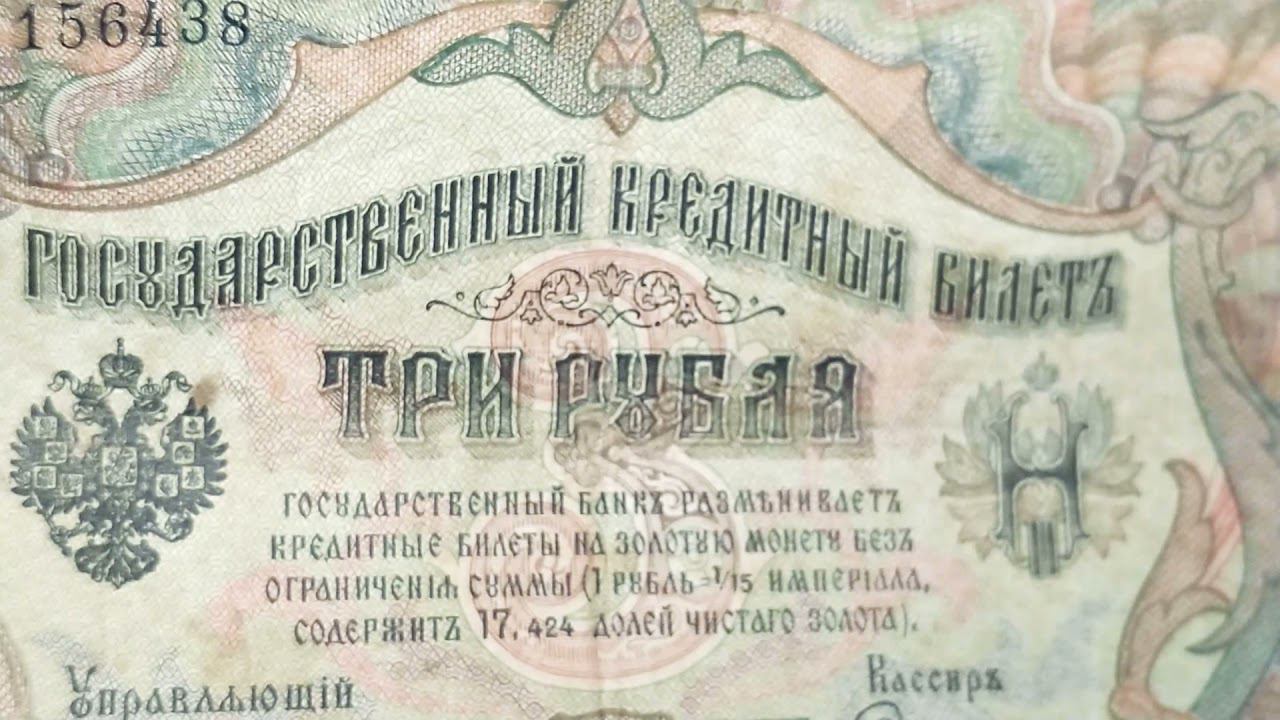 156438
Государственный кредитный билетъ
ТРИ РУБЛЯ
Государственный банкъ размѣниваетъ
кредитные билеты на золотую монету безъ
ограниченія суммы (1 рубль = 1/15 имперіала,
содержитъ 17,424 долей чистаго золота).
Управляющій
Кассиръ